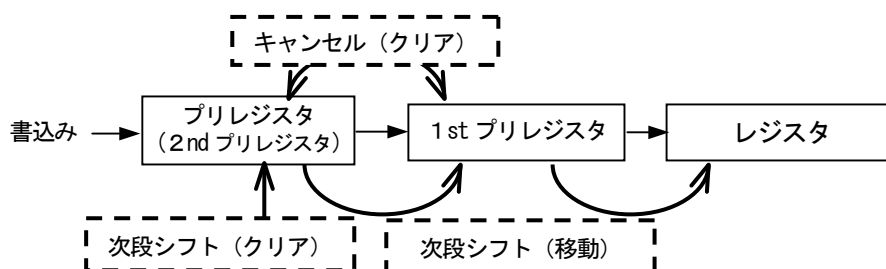 キャンセル（クリア）
書込み
プリレジスタ
（２nd プリレジスタ）
１st プリレジスタ
レジスタ
次段シフト（クリア）
次段シフト（移動）